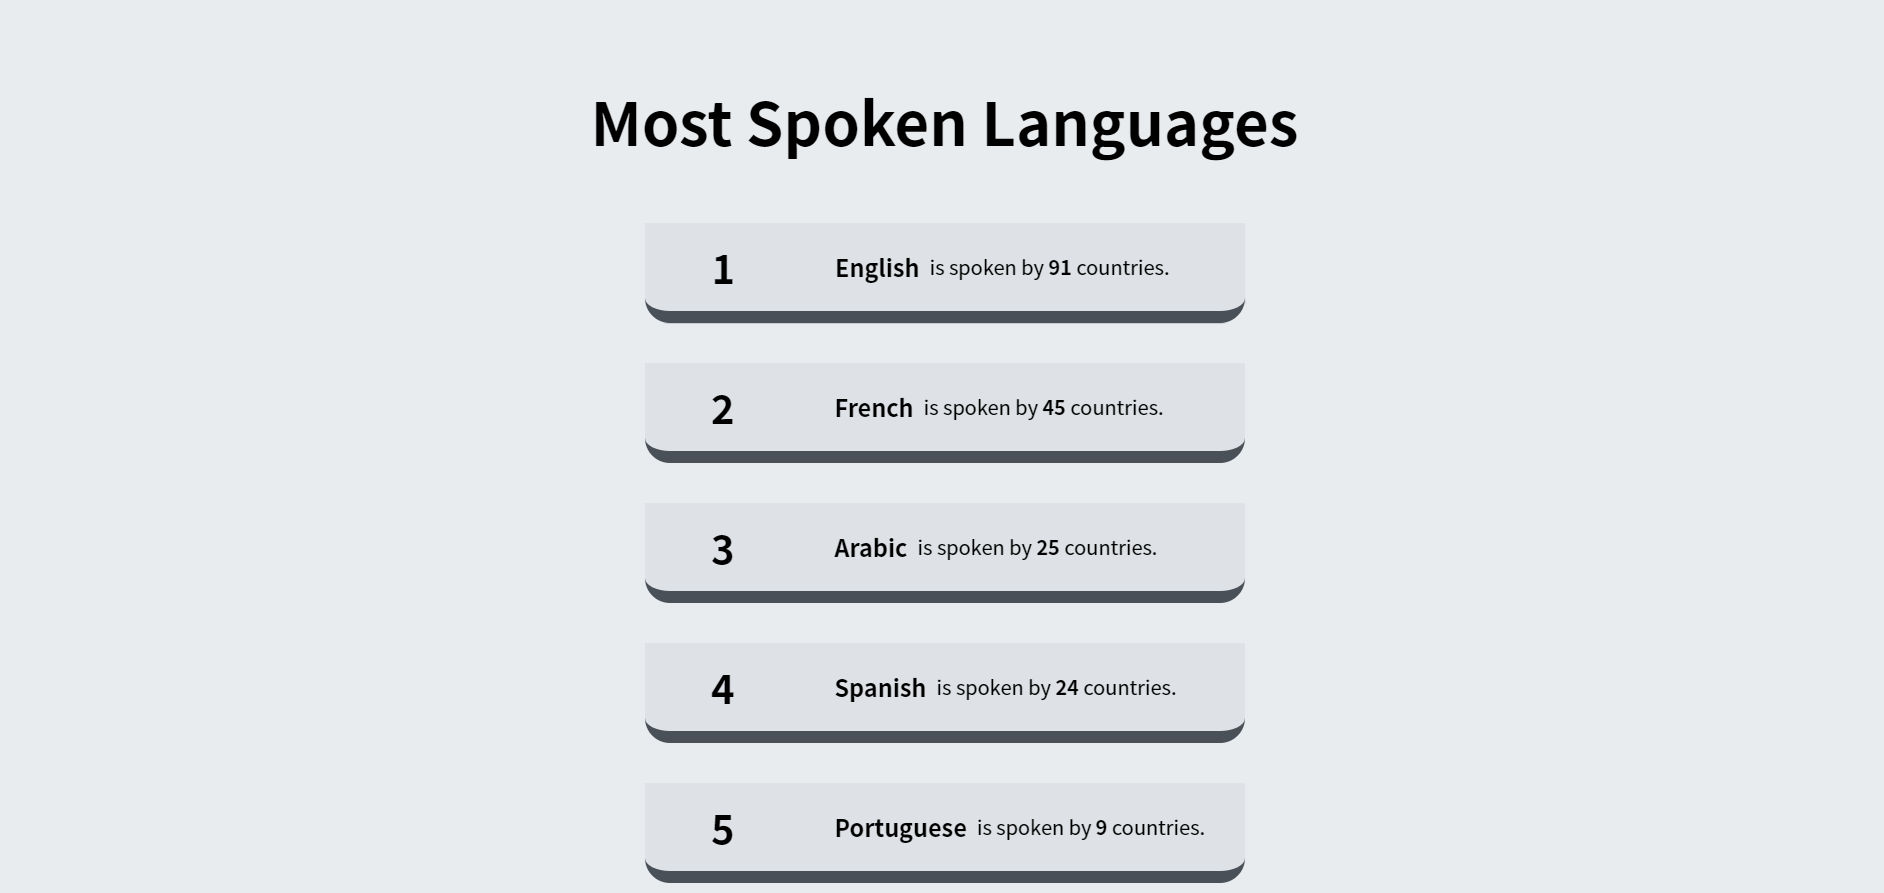 Most Spoken Languages
1 English is spoken by 91 countries.
2 French is spoken by 45 countries.
3 Arabic is spoken by 25 countries.
4 Spanish is spoken by 24 countries.
5 Portuguese is spoken by 9 countries.